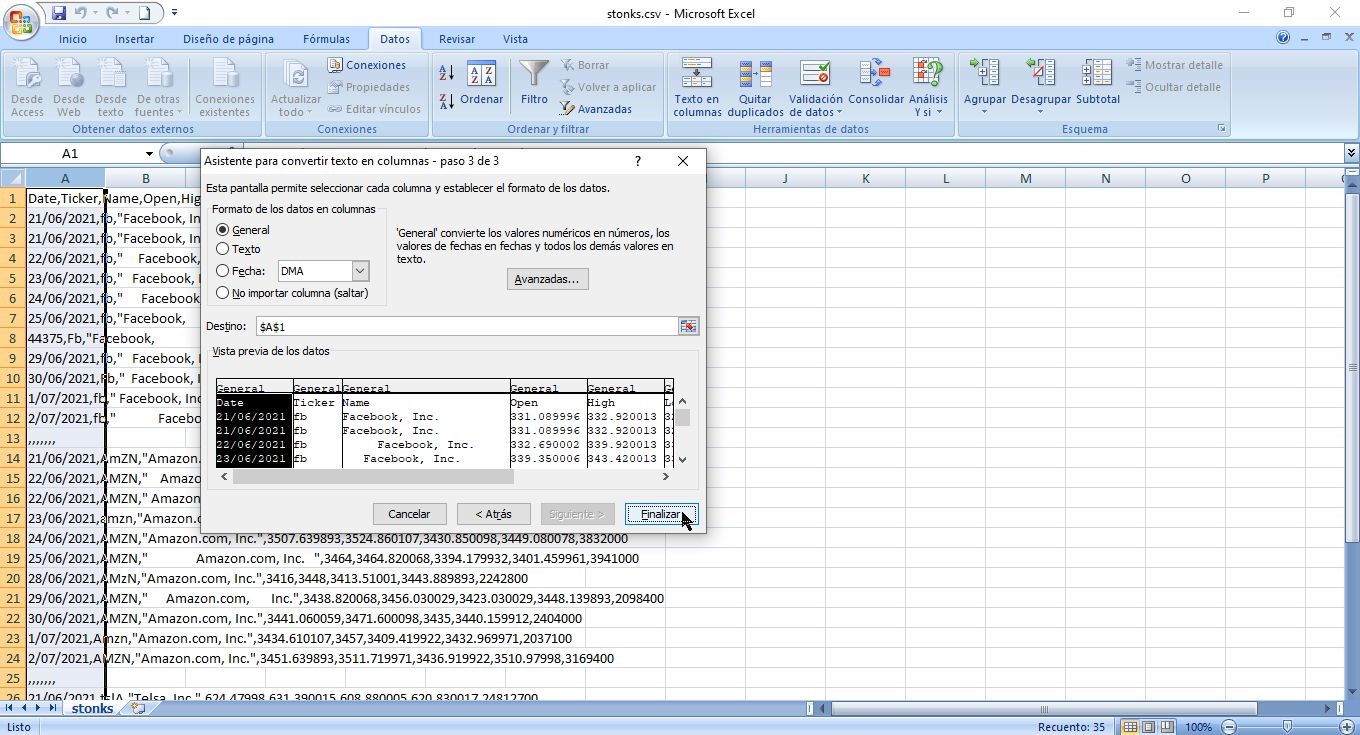 stonks.csv - Microsoft Excel
Inicio Insertar Diseño de página Fórmulas Datos Revisar Vista
Desde Access Desde Web Desde texto De otras fuentes Conexiones existentes
Obtener datos externos
Actualizar todo Conexiones Propiedades Editar vínculos
Conexiones
Ordenar Filtro Borrar Volver a aplicar Avanzadas
Ordenar y filtrar
Texto en columnas Quitar duplicados Validación de datos Consolidar Análisis Y si
Herramientas de datos
Agrupar Desagrupar Subtotal Mostrar detalle Ocultar detalle
Esquema
A1
A B J K L M N O P
1 Date,Ticker,Name,Open,Hig
2 21/06/2021,fb,"Facebook, In
3 21/06/2021,fb,"Facebook, In
4 22/06/2021,fb," Facebook,
5 23/06/2021,fb," Facebook, I
6 24/06/2021,fb," Facebook
7 25/06/2021,fb,"Facebook,
8 44375,Fb,"Facebook,
9 29/06/2021,fb," Facebook, I
10 30/06/2021,Fb," Facebook, I
11 1/07/2021,fb," Facebook, Inc
12 2/07/2021,fb," Facebo
13 ,,,,,,,
14 21/06/2021,AmZN,"Amazon.
15 22/06/2021,AMZN," Amazo
16 22/06/2021,AMZN," Amazon
17 23/06/2021,amzn,"Amazon.c
18 24/06/2021,AMZN,"Amazon.com, Inc.",3507.639893,3524.860107,3430.850098,3449.080078,3832000
19 25/06/2021,AMZN," Amazon.com, Inc. ",3464,3464.820068,3394.179932,3401.459961,3941000
20 28/06/2021,AMzN,"Amazon.com, Inc.",3416,3448,3413.51001,3443.889893,2242800
21 29/06/2021,AMZN," Amazon.com, Inc.",3438.820068,3456.030029,3423.030029,3448.139893,2098400
22 30/06/2021,AMZN,"Amazon.com, Inc.",3441.060059,3471.600098,3435,3440.159912,2404000
23 1/07/2021,Amzn,"Amazon.com, Inc.",3434.610107,3457,3409.419922,3432.969971,2037100
24 2/07/2021,AMZN,"Amazon.com, Inc.",3451.639893,3511.719971,3436.919922,3510.97998,3169400
25 ,,,,,,,
26 21/06/2021,tslA,"Telsa, Inc.",624.47998,631.390015,608.880005,620.830017,24812700
Asistente para convertir texto en columnas - paso 3 de 3 ?
Esta pantalla permite seleccionar cada columna y establecer el formato de los datos.
Formato de los datos en columnas
General
Texto
Fecha: DMA
No importar columna (saltar)
'General' convierte los valores numéricos en números, los
valores de fechas en fechas y todos los demás valores en
texto.
Avanzadas...
Destino: $A$1
Vista previa de los datos
General General General General General
Date Ticker Name Open High
21/06/2021 fb Facebook, Inc. 331.089996 332.920013
21/06/2021 fb Facebook, Inc. 331.089996 332.920013
22/06/2021 fb Facebook, Inc. 332.690002 339.920013
23/06/2021 fb Facebook, Inc. 339.350006 343.420013
Cancelar < Atrás Siguiente > Finalizar
stonks
Listo Recuento: 35 100%